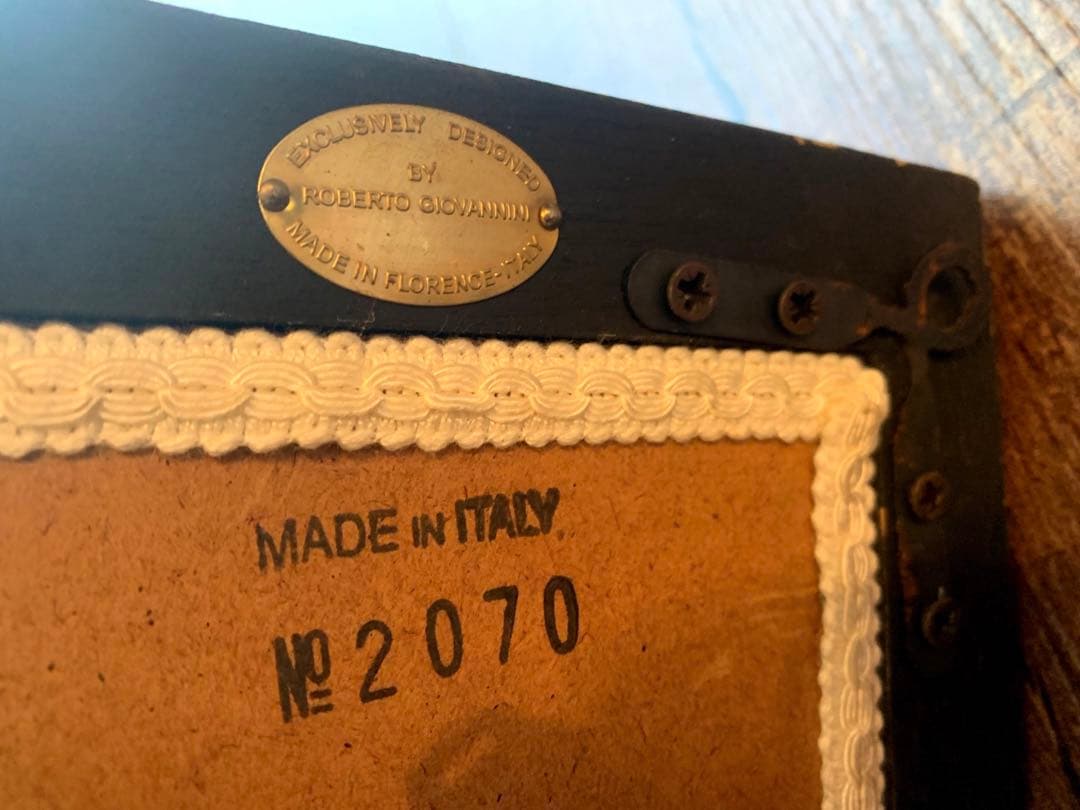 EXCLUSIVELY DESIGNED
BY
ROBERTO GIOVANNINI
MADE IN FLORENCE-ITALY
MADE IN ITALY
Nº 2070